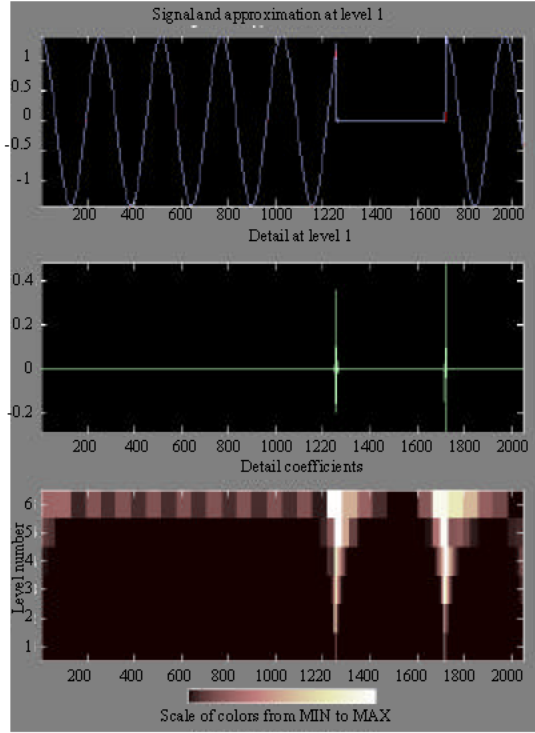 Signal and approximation at level 1
1
0.5
0
-0.5
-1
200 400 600 800 1000 1220 1400 1600 1800 2000
Detail at level 1
0.4
0.2
0
-0.2
200 400 600 800 1000 1220 1400 1600 1800 2000
Detail coefficients
Level number
6
5
4
3
2
1
200 400 600 800 1000 1220 1400 1600 1800 2000
Scale of colors from MIN to MAX